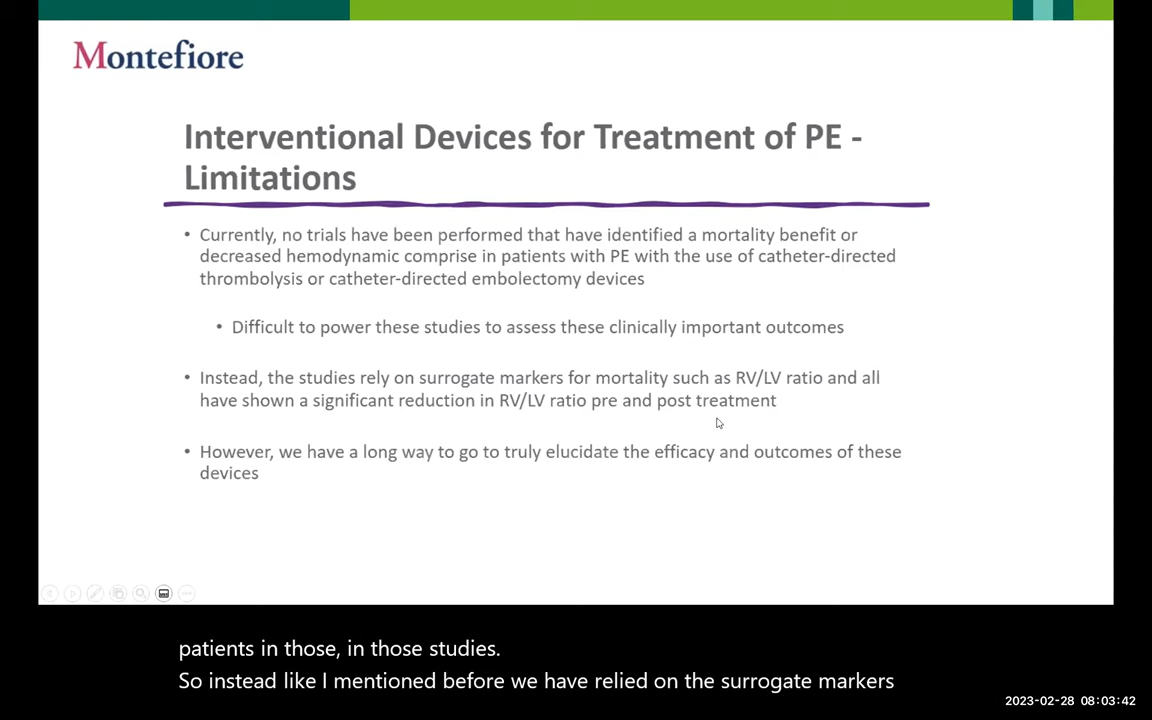 Montefiore
Interventional Devices for Treatment of PE -
Limitations
• Currently, no trials have been performed that have identified a mortality benefit or
decreased hemodynamic comprise in patients with PE with the use of catheter-directed
thrombolysis or catheter-directed embolectomy devices
• Difficult to power these studies to assess these clinically important outcomes
• Instead, the studies rely on surrogate markers for mortality such as RV/LV ratio and all
have shown a significant reduction in RV/LV ratio pre and post treatment
• However, we have a long way to go to truly elucidate the efficacy and outcomes of these
devices
patients in those, in those studies.
So instead like I mentioned before we have relied on the surrogate markers
2023-02-28 08:03:42